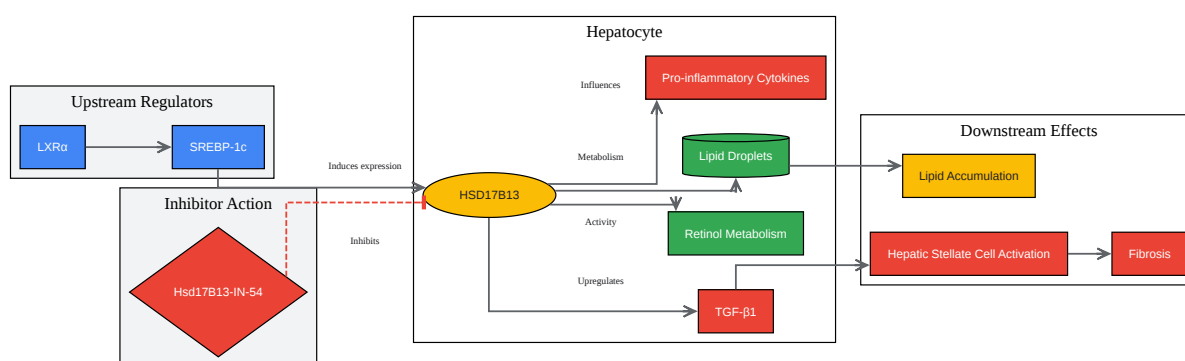 Upstream Regulators
LXRα
SREBP-1c
Inhibitor Action
Hsd17B13-IN-54
Induces expression
Inhibits
Hepatocyte
HSD17B13
Influences
Pro-inflammatory Cytokines
Metabolism
Lipid Droplets
Activity
Retinol Metabolism
Upregulates
TGF-β1
Downstream Effects
Lipid Accumulation
Hepatic Stellate Cell Activation
Fibrosis